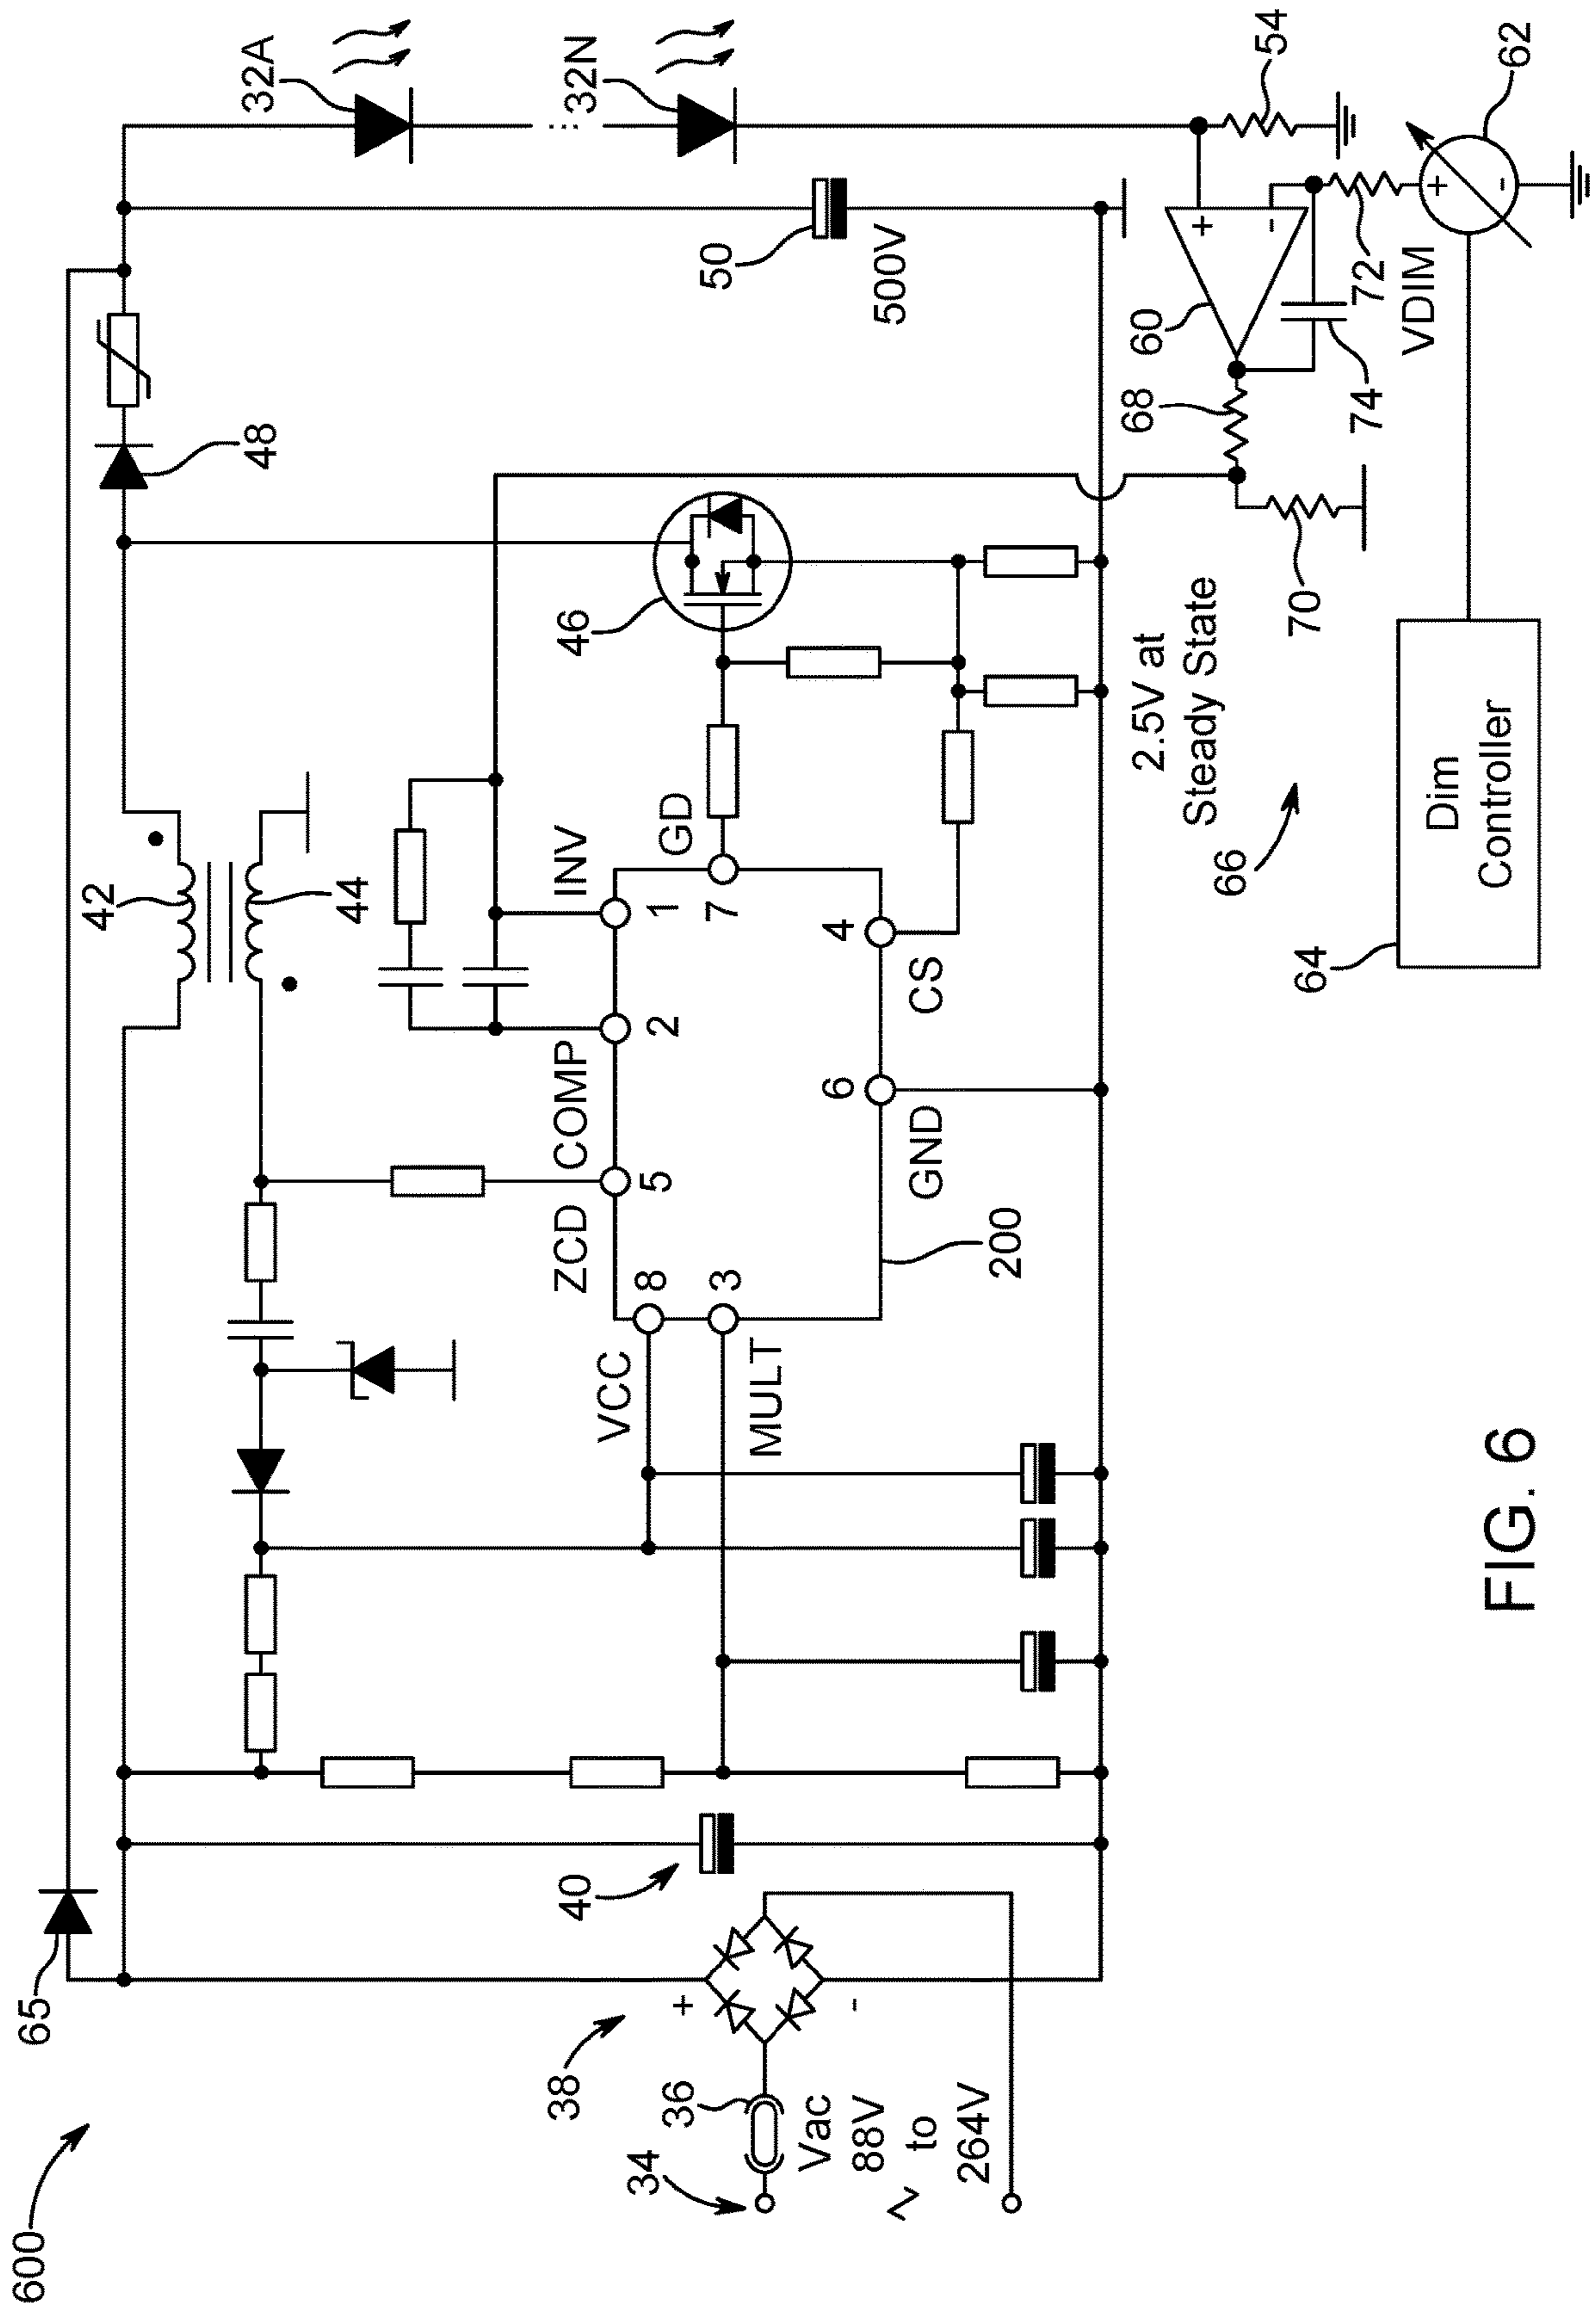 600
65
42
44
48
32A
32N
50
500V
46
40
38
36
34
Vac
88V
∿ to
264V
VCC
8
MULT
3
ZCD
5
COMP
2
INV
1
GD
7
CS
4
GND
6
200
+
-
54
60
+
-
68
70
72
74
VDIM
62
+
-
2.5V at
Steady State
66
64
Dim
Controller
FIG. 6